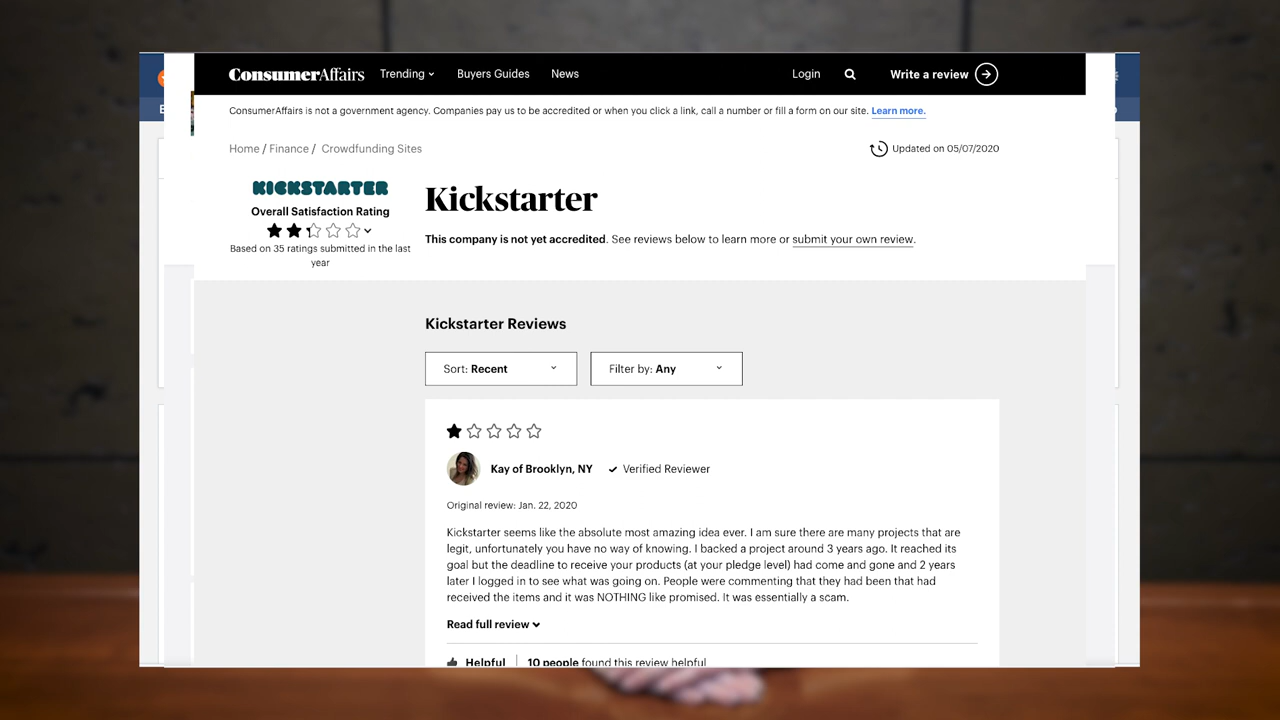 ConsumerAffairs Trending Buyers Guides News Login Write a review
ConsumerAffairs is not a government agency. Companies pay us to be accredited or when you click a link, call a number or fill a form on our site. Learn more.
Home / Finance / Crowdfunding Sites
Updated on 05/07/2020
KICKSTARTER
Overall Satisfaction Rating
Based on 35 ratings submitted in the last
year
Kickstarter
This company is not yet accredited. See reviews below to learn more or submit your own review.
Kickstarter Reviews
Sort: Recent
Filter by: Any
Kay of Brooklyn, NY Verified Reviewer
Original review: Jan. 22, 2020
Kickstarter seems like the absolute most amazing idea ever. I am sure there are many projects that are
legit, unfortunately you have no way of knowing. I backed a project around 3 years ago. It reached its
goal but the deadline to receive your products (at your pledge level) had come and gone and 2 years
later I logged in to see what was going on. People were commenting that they had been that had
received the items and it was NOTHING like promised. It was essentially a scam.
Read full review
Helpful 10 people found this review helpful